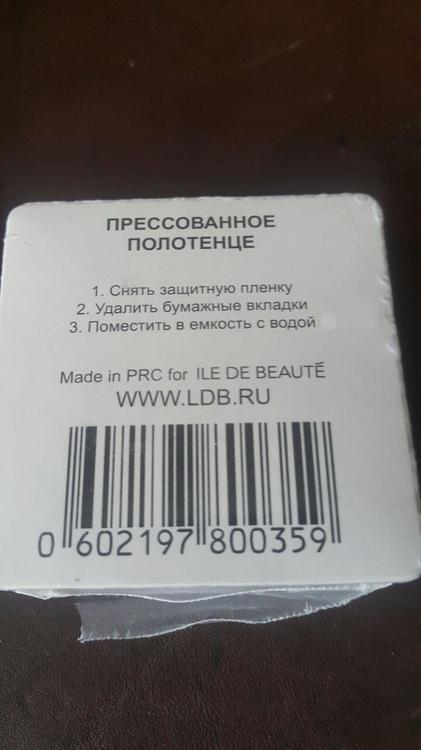 ПРЕССОВАННОЕ
ПОЛОТЕНЦЕ
1. Снять защитную пленку
2. Удалить бумажные вкладки
3. Поместить в емкость с водой
Made in PRC for ILE DE BEAUTÉ
WWW.LDB.RU
0 602197 800359